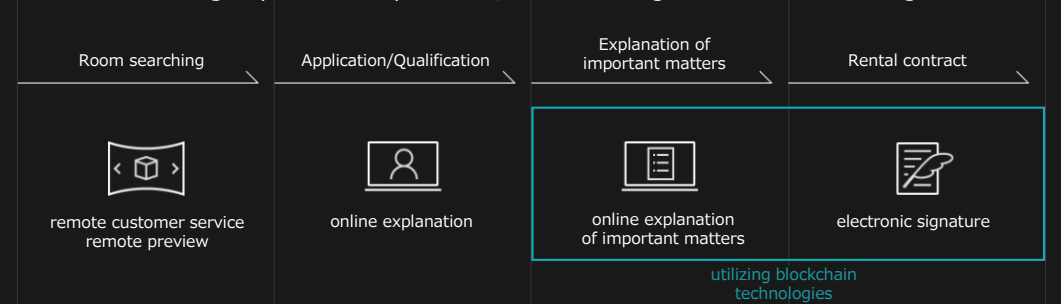 Room searching
Application/Qualification
Explanation of
important matters
Rental contract
remote customer service
remote preview
online explanation
online explanation
of important matters
electronic signature
utilizing blockchain
technologies